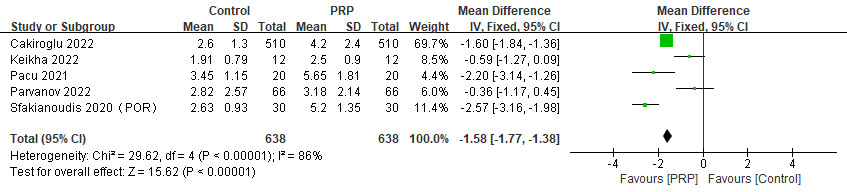 Control PRP Mean Difference Mean Difference
Study or Subgroup Mean SD Total Mean SD Total Weight IV, Fixed, 95% CI IV, Fixed, 95% CI
Cakiroglu 2022 2.6 1.3 510 4.2 2.4 510 69.7% -1.60 [-1.84, -1.36]
Keikha 2022 1.91 0.79 12 2.5 0.9 12 8.3% -0.59 [-1.27, 0.09]
Pacu 2021 3.45 1.15 20 5.65 1.81 20 4.5% -2.20 [-3.14, -1.26]
Parvanov 2022 2.82 2.57 66 3.18 2.14 66 6.0% -0.36 [-1.17, 0.45]
Sfakianoudis 2020（POR） 2.63 0.93 30 5.2 1.35 30 11.4% -2.57 [-3.16, -1.98]
Total (95% CI) 638 638 100.0% -1.58 [-1.77, -1.38]
Heterogeneity: Chi² = 29.62, df = 4 (P < 0.00001); I² = 86%
Test for overall effect: Z = 15.62 (P < 0.00001)
-4 -2 0 2 4
Favours [PRP] Favours [Control]